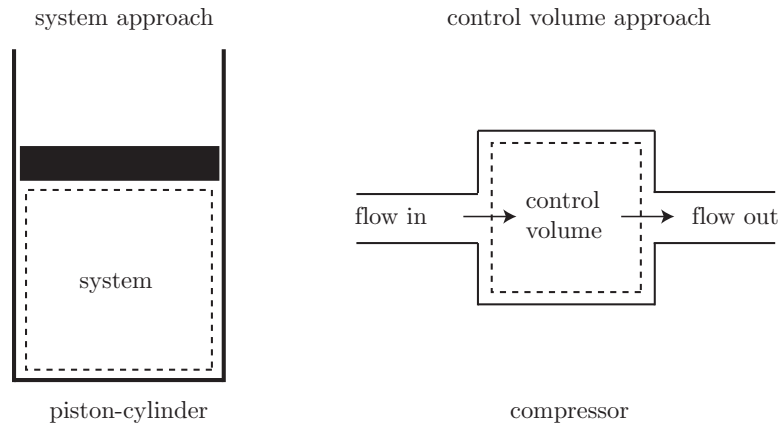 system approach
control volume approach
system
piston-cylinder
flow in
control
volume
flow out
compressor